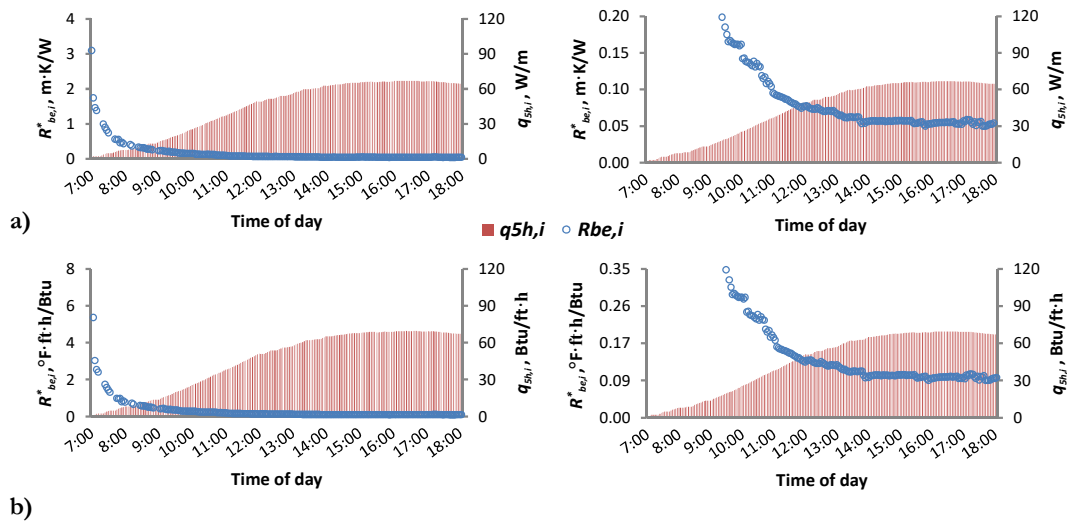 4
3
2
1
0
R*be,i, m·K/W
120
90
60
30
0
q5h,i, W/m
7:00 8:00 9:00 10:00 11:00 12:00 13:00 14:00 15:00 16:00 17:00 18:00
Time of day
0.20
0.15
0.10
0.05
0.00
R*be,i, m·K/W
120
90
60
30
0
q5h,i, W/m
7:00 8:00 9:00 10:00 11:00 12:00 13:00 14:00 15:00 16:00 17:00 18:00
Time of day
a)
q5h,i Rbe,i
8
6
4
2
0
R*be,i, °F·ft·h/Btu
120
90
60
30
0
q5h,i, Btu/ft·h
7:00 8:00 9:00 10:00 11:00 12:00 13:00 14:00 15:00 16:00 17:00 18:00
Time of day
0.35
0.26
0.17
0.09
0.00
R*be,i, °F·ft·h/Btu
120
90
60
30
0
q5h,i, Btu/ft·h
7:00 8:00 9:00 10:00 11:00 12:00 13:00 14:00 15:00 16:00 17:00 18:00
Time of day
b)